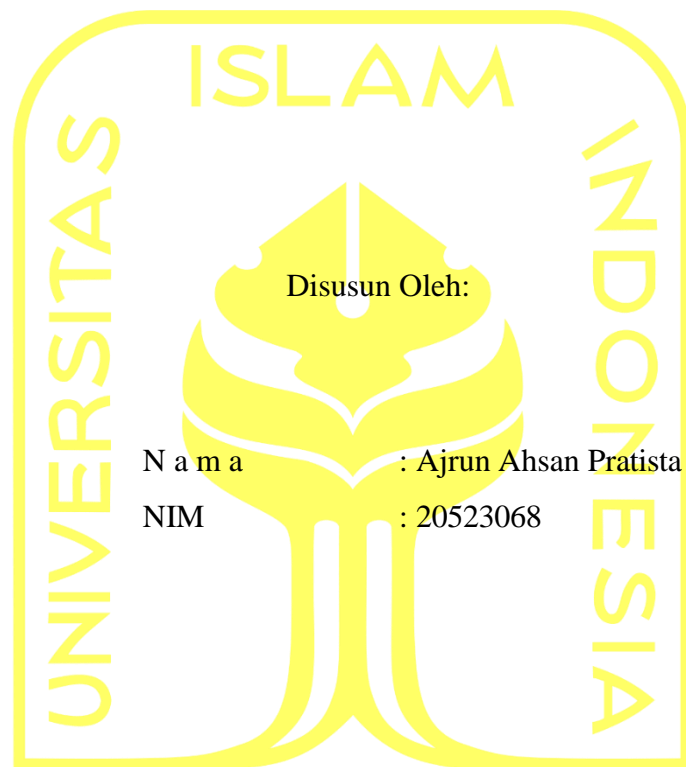 UNIVERSITAS
ISLAM
INDONESIA
Disusun Oleh:
N a m a : Ajrun Ahsan Pratista
NIM : 20523068